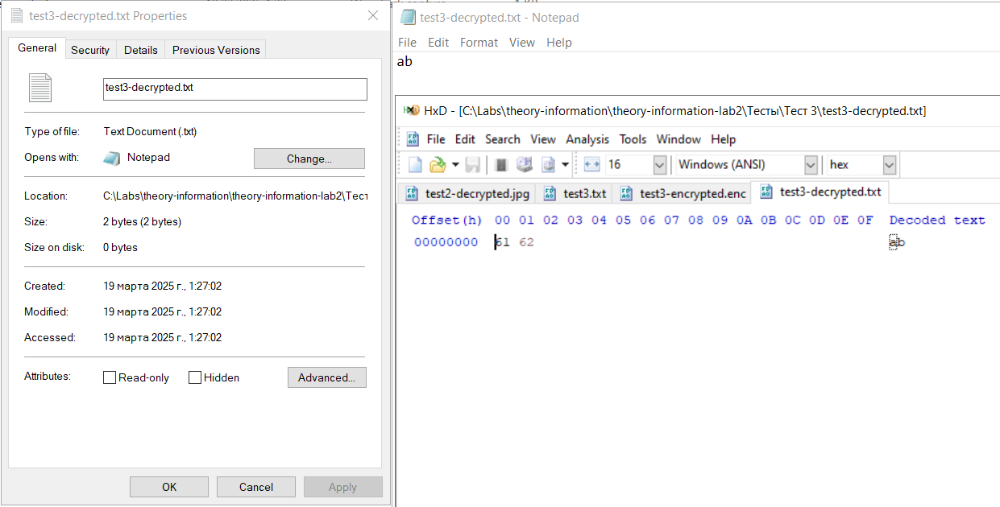 test3-decrypted.txt Properties
General
Security
Details
Previous Versions
test3-decrypted.txt
Type of file:
Text Document (.txt)
Opens with:
Notepad
Change...
Location:
C:\Labs\theory-information\theory-information-lab2\Тест
Size:
2 bytes (2 bytes)
Size on disk:
0 bytes
Created:
19 марта 2025 г., 1:27:02
Modified:
19 марта 2025 г., 1:27:02
Accessed:
19 марта 2025 г., 1:27:02
Attributes:
Read-only
Hidden
Advanced...
OK
Cancel
Apply
test3-decrypted.txt - Notepad
File Edit Format View Help
ab
HxD - [C:\Labs\theory-information\theory-information-lab2\Тесты\Тест 3\test3-decrypted.txt]
File Edit Search View Analysis Tools Window Help
16
Windows (ANSI)
hex
test2-decrypted.jpg
test3.txt
test3-encrypted.enc
test3-decrypted.txt
Offset(h) 00 01 02 03 04 05 06 07 08 09 0A 0B 0C 0D 0E 0F Decoded text
00000000 61 62 ab